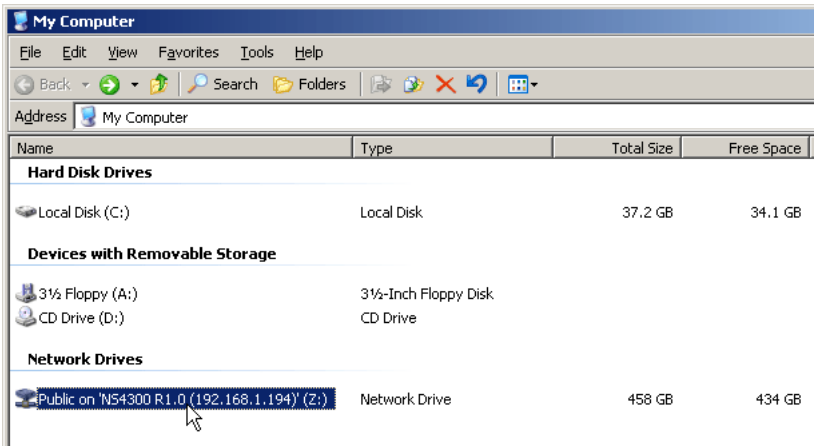 My Computer
File Edit View Favorites Tools Help
Back Search Folders
Address My Computer
Name Type Total Size Free Space
Hard Disk Drives
Local Disk (C:) Local Disk 37.2 GB 34.1 GB
Devices with Removable Storage
3½ Floppy (A:) 3½-Inch Floppy Disk
CD Drive (D:) CD Drive
Network Drives
Public on 'NS4300 R1.0 (192.168.1.194)' (Z:) Network Drive 458 GB 434 GB